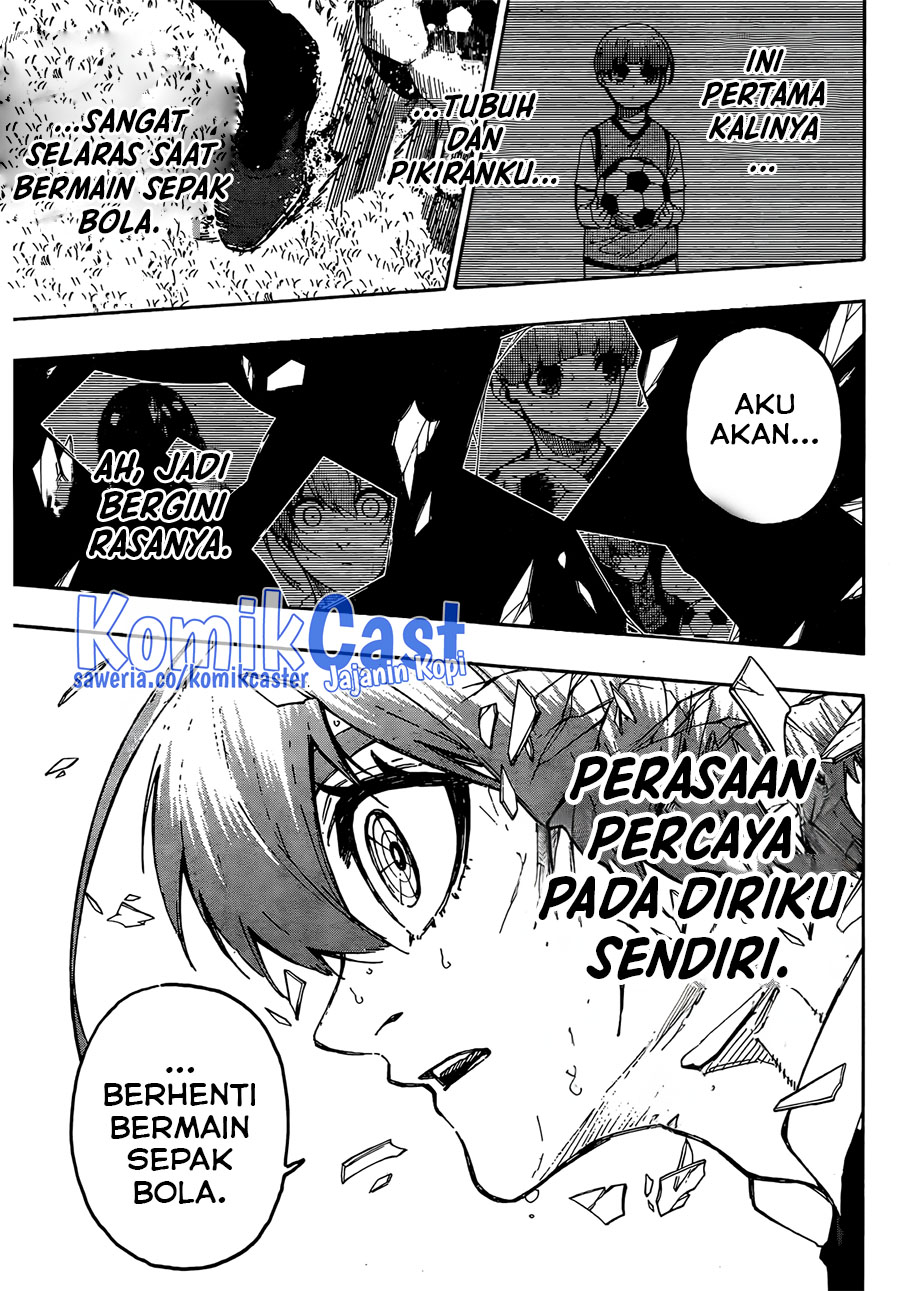 INI
PERTAMA
KALINYA
...
...TUBUH
DAN
PIKIRANKU...
...SANGAT
SELARAS SAAT
BERMAIN SEPAK
BOLA.
AKU
AKAN...
AH, JADI
BERGINI
RASANYA.
KomikCast
saweria.co/komikcaster Jajanin Kopi
PERASAAN
PERCAYA
PADA DIRIKU
SENDIRI.
...
BERHENTI
BERMAIN
SEPAK
BOLA.